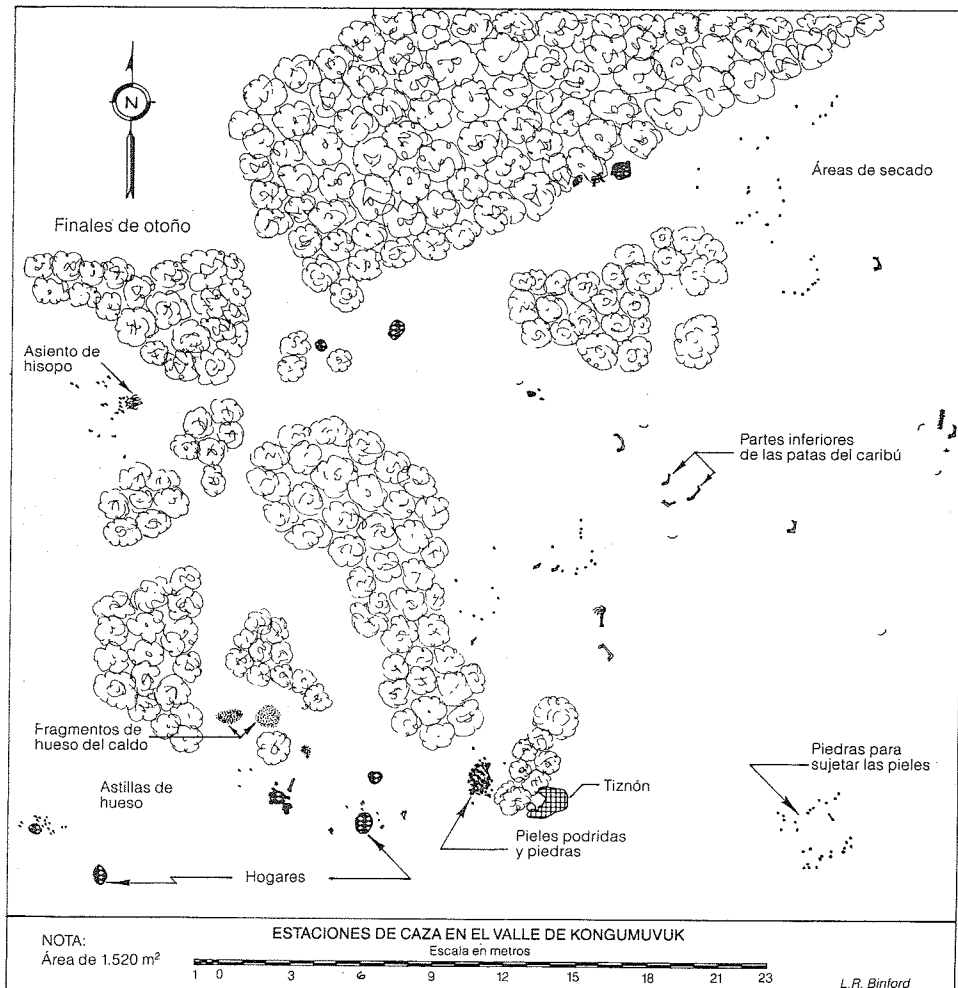 N
Áreas de secado
Finales de otoño
Asiento de
hisopo
Partes inferiores
de las patas del caribú
Fragmentos de
hueso del caldo
Astillas de
hueso
Piedras para
sujetar las pieles
Tiznón
Pieles podridas
y piedras
Hogares
NOTA:
Área de 1.520 m²
ESTACIONES DE CAZA EN EL VALLE DE KONGUMUVUK
Escala en metros
1 0 3 6 9 12 15 18 21 23
L.R. Binford